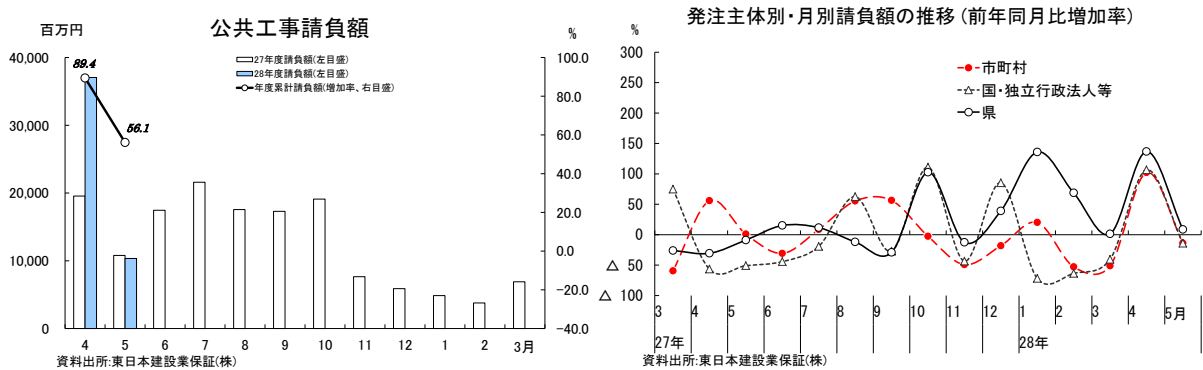 公共工事請負額
百万円
%
27年度請負額(左目盛)
28年度請負額(左目盛)
年度累計請負額(増加率、右目盛)
40,000
30,000
20,000
10,000
0
89.4
56.1
100.0
80.0
60.0
40.0
20.0
0.0
-20.0
-40.0
4 5 6 7 8 9 10 11 12 1 2 3月
資料出所:東日本建設業保証(株)
発注主体別・月別請負額の推移 (前年同月比増加率)
%
市町村
国・独立行政法人等
県
300
250
200
150
100
50
0
△ 50
△ 100
3 4 5 6 7 8 9 10 11 12 1 2 3 4 5月
27年 28年
資料出所:東日本建設業保証(株)